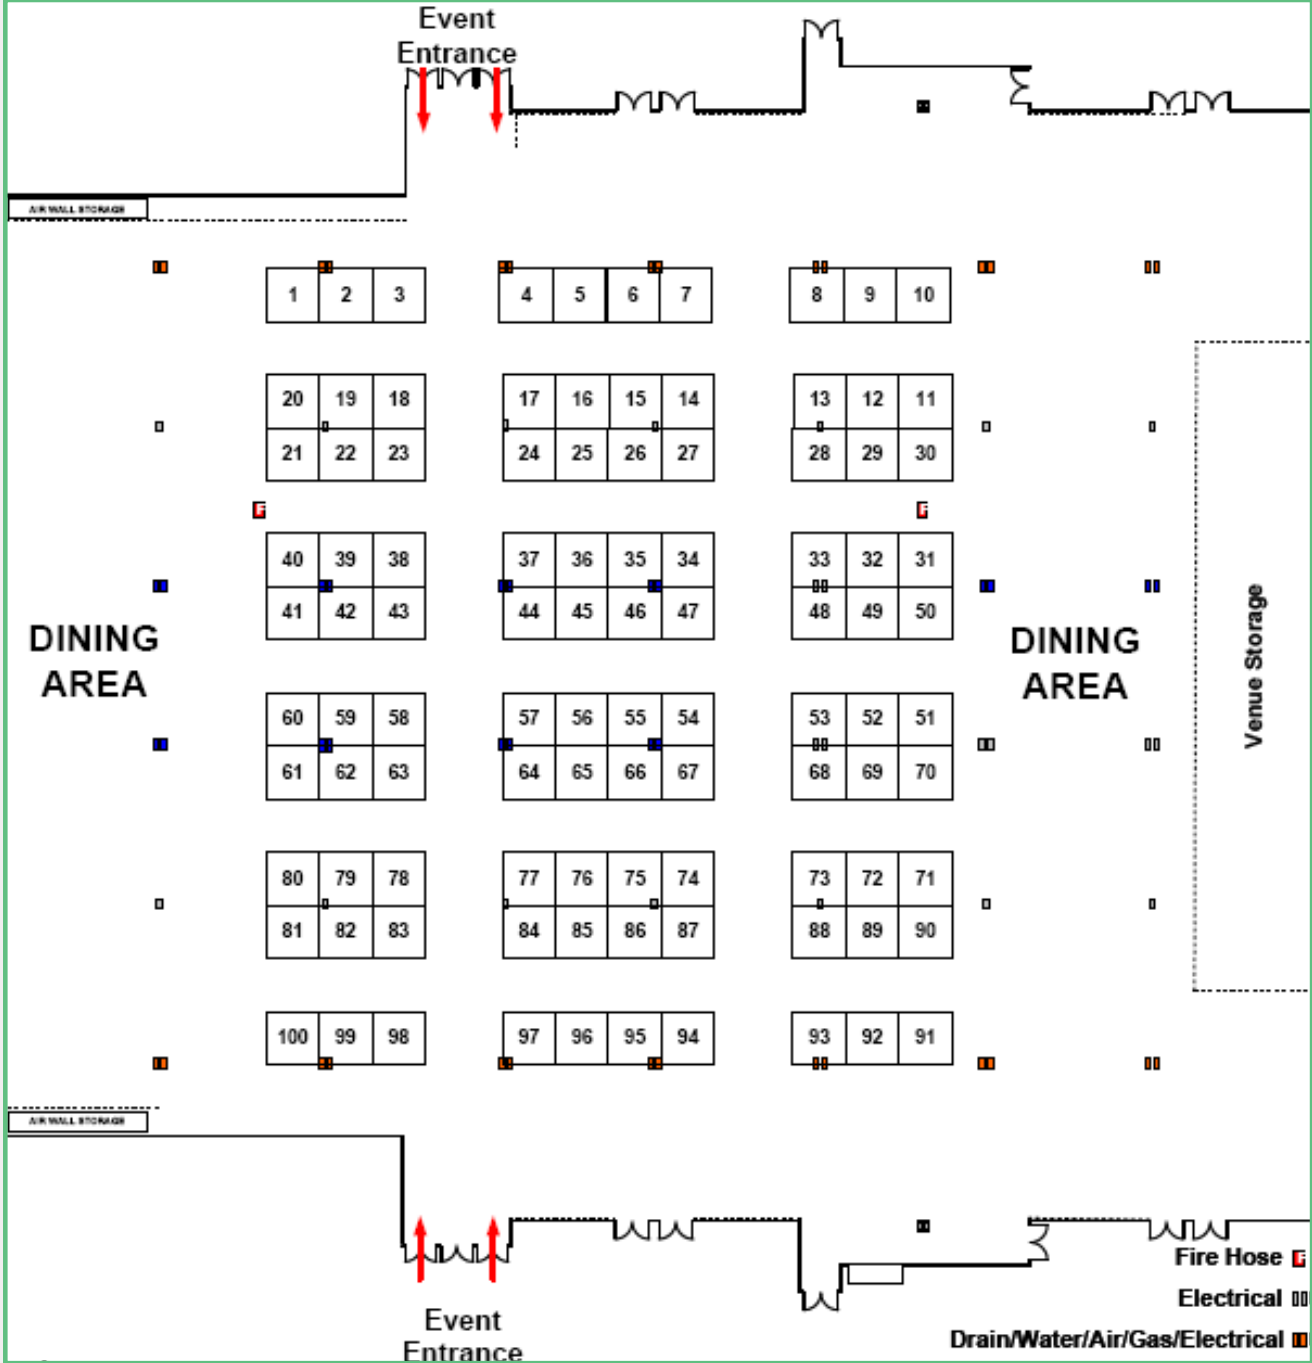 Event
Entrance
AIR WALL STORAGE
1 2 3 4 5 6 7 8 9 10
20 19 18 17 16 15 14 13 12 11
21 22 23 24 25 26 27 28 29 30
F F
40 39 38 37 36 35 34 33 32 31
41 42 43 44 45 46 47 48 49 50
DINING
AREA
DINING
AREA
Venue Storage
60 59 58 57 56 55 54 53 52 51
61 62 63 64 65 66 67 68 69 70
80 79 78 77 76 75 74 73 72 71
81 82 83 84 85 86 87 88 89 90
100 99 98 97 96 95 94 93 92 91
AIR WALL STORAGE
Event
Entrance
Fire Hose F
Electrical
Drain/Water/Air/Gas/Electrical